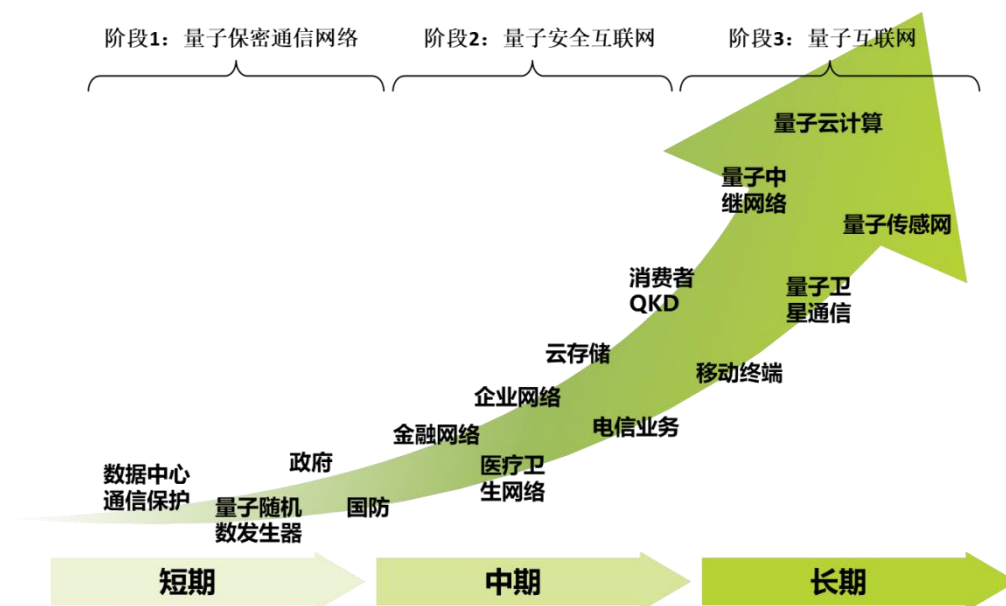 阶段1：量子保密通信网络
阶段2：量子安全互联网
阶段3：量子互联网
量子云计算
量子中
继网络
量子传感网
消费者
QKD
量子卫
星通信
云存储
移动终端
企业网络
电信业务
金融网络
医疗卫
生网络
政府
数据中心
通信保护
量子随机
数发生器
国防
短期
中期
长期